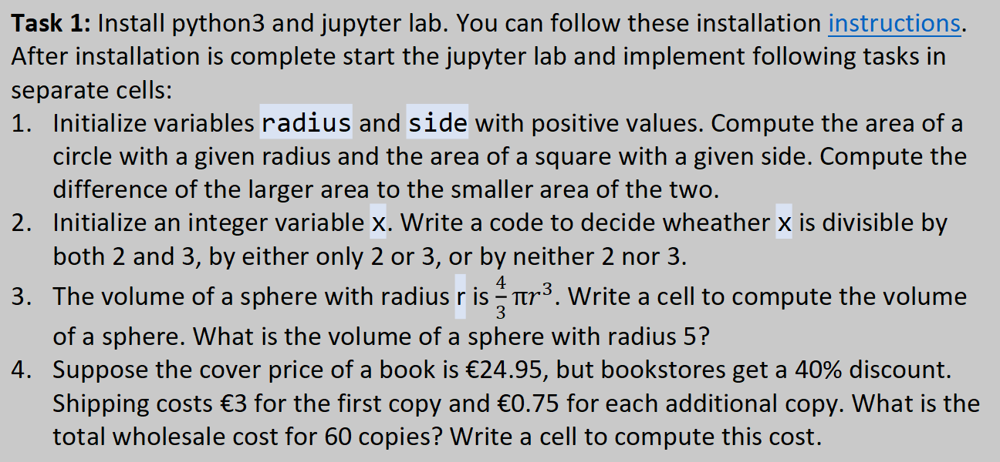 Task 1: Install python3 and jupyter lab. You can follow these installation instructions.
After installation is complete start the jupyter lab and implement following tasks in
separate cells:
1. Initialize variables radius and side with positive values. Compute the area of a
circle with a given radius and the area of a square with a given side. Compute the
difference of the larger area to the smaller area of the two.
2. Initialize an integer variable x. Write a code to decide wheather x is divisible by
both 2 and 3, by either only 2 or 3, or by neither 2 nor 3.
3. The volume of a sphere with radius r is 4/3 πr³. Write a cell to compute the volume
of a sphere. What is the volume of a sphere with radius 5?
4. Suppose the cover price of a book is €24.95, but bookstores get a 40% discount.
Shipping costs €3 for the first copy and €0.75 for each additional copy. What is the
total wholesale cost for 60 copies? Write a cell to compute this cost.